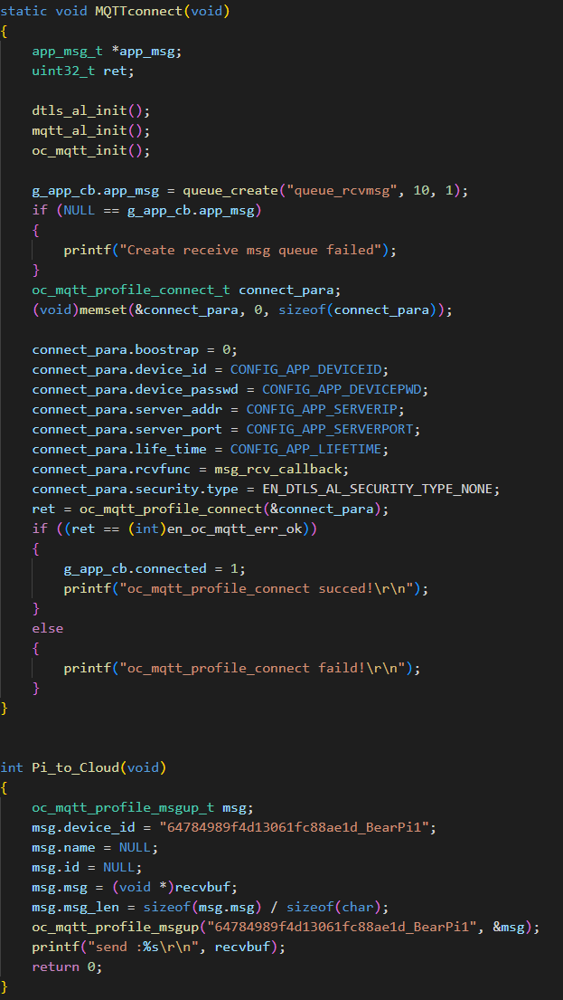 static void MQTTconnect(void)
{
    app_msg_t *app_msg;
    uint32_t ret;

    dtls_al_init();
    mqtt_al_init();
    oc_mqtt_init();

    g_app_cb.app_msg = queue_create("queue_rcvmsg", 10, 1);
    if (NULL == g_app_cb.app_msg)
    {
        printf("Create receive msg queue failed");
    }
    oc_mqtt_profile_connect_t connect_para;
    (void)memset(&connect_para, 0, sizeof(connect_para));

    connect_para.boostrap = 0;
    connect_para.device_id = CONFIG_APP_DEVICEID;
    connect_para.device_passwd = CONFIG_APP_DEVICEPWD;
    connect_para.server_addr = CONFIG_APP_SERVERIP;
    connect_para.server_port = CONFIG_APP_SERVERPORT;
    connect_para.life_time = CONFIG_APP_LIFETIME;
    connect_para.rcvfunc = msg_rcv_callback;
    connect_para.security.type = EN_DTLS_AL_SECURITY_TYPE_NONE;
    ret = oc_mqtt_profile_connect(&connect_para);
    if ((ret == (int)en_oc_mqtt_err_ok))
    {
        g_app_cb.connected = 1;
        printf("oc_mqtt_profile_connect succed!\r\n");
    }
    else
    {
        printf("oc_mqtt_profile_connect faild!\r\n");
    }
}

int Pi_to_Cloud(void)
{
    oc_mqtt_profile_msgup_t msg;
    msg.device_id = "64784989f4d13061fc88ae1d_BearPi1";
    msg.name = NULL;
    msg.id = NULL;
    msg.msg = (void *)recvbuf;
    msg.msg_len = sizeof(msg.msg) / sizeof(char);
    oc_mqtt_profile_msgup("64784989f4d13061fc88ae1d_BearPi1", &msg);
    printf("send :%s\r\n", recvbuf);
    return 0;
}